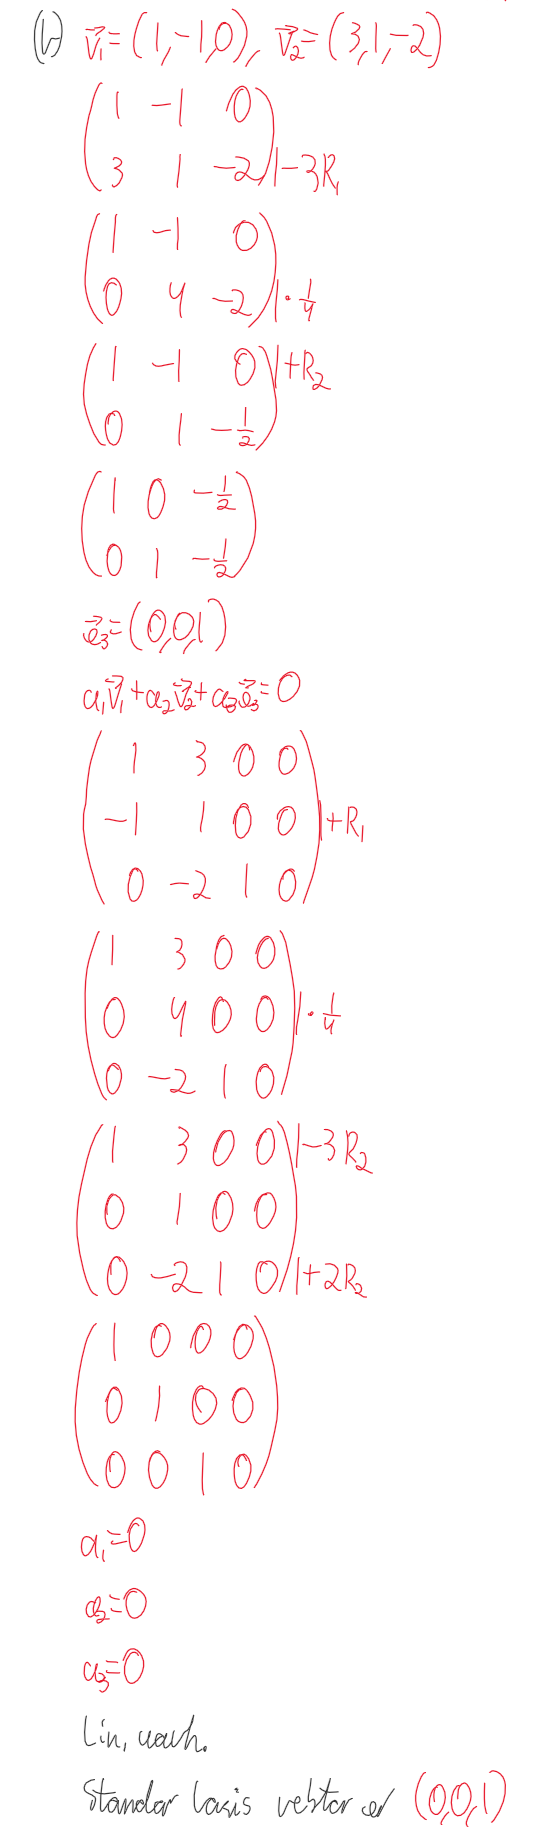 (b) v⃗₁=(1,-1,0), v⃗₂=(3,1,-2)
(1 -1 0
3 1 -2)|-3R₁
(1 -1 0
0 4 -2)|·1/4
(1 -1 0)|+R₂
0 1 -1/2
(1 0 -1/2
0 1 -1/2)
e⃗₃=(0,0,1)
a₁v⃗₁+a₂v⃗₂+a₃e⃗₃=0
(1 3 0 0
-1 1 0 0 |+R₁
0 -2 1 0)
(1 3 0 0
0 4 0 0 |·1/4
0 -2 1 0)
(1 3 0 0 |-3R₂
0 1 0 0
0 -2 1 0)|+2R₂
(1 0 0 0
0 1 0 0
0 0 1 0)
a₁=0
a₂=0
a₃=0
Lin, uavh.
Standar basis vektor er (0,0,1)